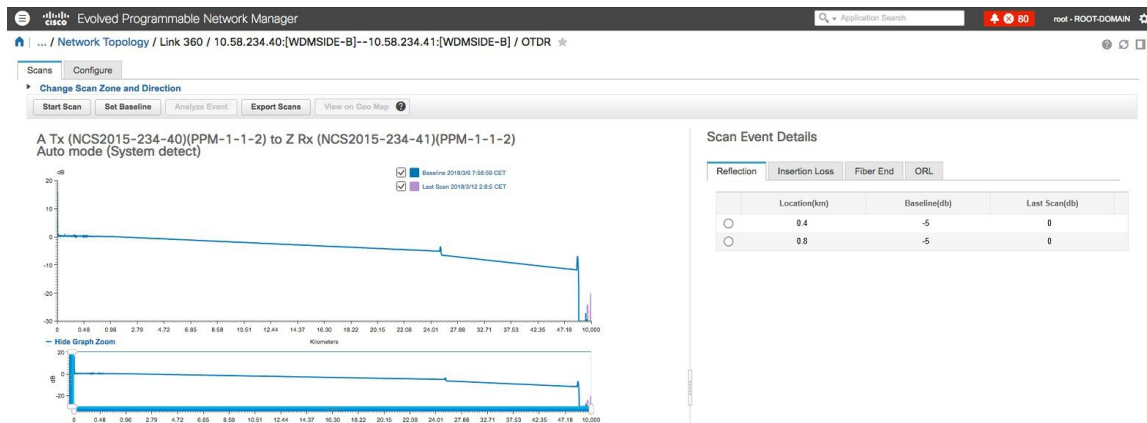 cisco Evolved Programmable Network Manager Application Search 80 root - ROOT-DOMAIN
... / Network Topology / Link 360 / 10.58.234.40:[WDMSIDE-B]--10.58.234.41:[WDMSIDE-B] / OTDR
Scans Configure
Change Scan Zone and Direction
Start Scan Set Baseline Analyze Event Export Scans View on Geo Map ?
A Tx (NCS2015-234-40)(PPM-1-1-2) to Z Rx (NCS2015-234-41)(PPM-1-1-2)
Auto mode (System detect)
dB
Baseline 2018/3/6 7:58:59 CET
Last Scan 2018/3/12 2:8:5 CET
20
10
0
-10
-20
-30
0 0.48 0.98 2.79 4.72 6.65 8.58 10.51 12.44 14.37 16.30 18.22 20.15 22.08 24.01 27.88 32.71 37.53 42.35 47.18 10,000
Hide Graph Zoom
Kilometers
20
0
-20
dB
0 0.48 0.98 2.79 4.72 6.65 8.58 10.51 12.44 14.37 16.30 18.22 20.15 22.08 24.01 27.88 32.71 37.53 42.35 47.18 10,000
Scan Event Details
Reflection Insertion Loss Fiber End ORL
Location(km) Baseline(db) Last Scan(db)
0.4 -5 0
0.8 -5 0